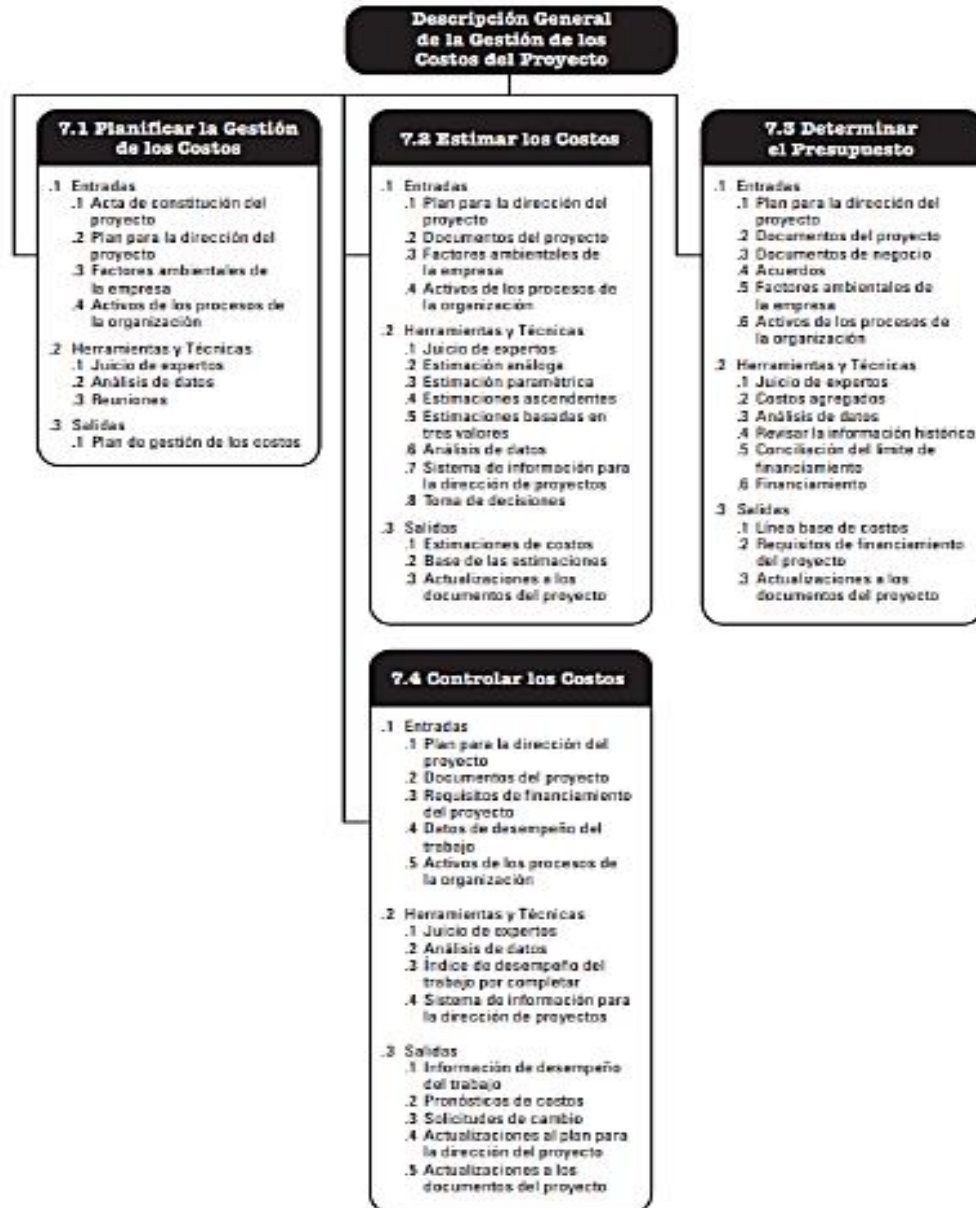 Descripción General
de la Gestión de los
Costos del Proyecto
7.1 Planificar la Gestión
de los Costos
.1 Entradas
.1 Acta de constitución del
proyecto
.2 Plan para la dirección del
proyecto
.3 Factores ambientales de
la empresa
.4 Activos de los procesos de
la organización
.2 Herramientas y Técnicas
.1 Juicio de expertos
.2 Análisis de datos
.3 Reuniones
.3 Salidas
.1 Plan de gestión de los costos
7.2 Estimar los Costos
.1 Entradas
.1 Plan para la dirección del
proyecto
.2 Documentos del proyecto
.3 Factores ambientales de
la empresa
.4 Activos de los procesos de
la organización
.2 Herramientas y Técnicas
.1 Juicio de expertos
.2 Estimación análoga
.3 Estimación paramétrica
.4 Estimaciones ascendentes
.5 Estimaciones basadas en
tres valores
.6 Análisis de datos
.7 Sistema de información para
la dirección de proyectos
.8 Toma de decisiones
.3 Salidas
.1 Estimaciones de costos
.2 Base de las estimaciones
.3 Actualizaciones a los
documentos del proyecto
7.3 Determinar
el Presupuesto
.1 Entradas
.1 Plan para la dirección del
proyecto
.2 Documentos del proyecto
.3 Documentos de negocio
.4 Acuerdos
.5 Factores ambientales de
la empresa
.6 Activos de los procesos de
la organización
.2 Herramientas y Técnicas
.1 Juicio de expertos
.2 Costos agregados
.3 Análisis de datos
.4 Revisar la información histórica
.5 Conciliación del límite de
financiamiento
.6 Financiamiento
.3 Salidas
.1 Línea base de costos
.2 Requisitos de financiamiento
del proyecto
.3 Actualizaciones a los
documentos del proyecto
7.4 Controlar los Costos
.1 Entradas
.1 Plan para la dirección del
proyecto
.2 Documentos del proyecto
.3 Requisitos de financiamiento
del proyecto
.4 Datos de desempeño del
trabajo
.5 Activos de los procesos de
la organización
.2 Herramientas y Técnicas
.1 Juicio de expertos
.2 Análisis de datos
.3 Índice de desempeño del
trabajo por completar
.4 Sistema de información para
la dirección de proyectos
.3 Salidas
.1 Información de desempeño
del trabajo
.2 Pronósticos de costos
.3 Solicitudes de cambio
.4 Actualizaciones al plan para
la dirección del proyecto
.5 Actualizaciones a los
documentos del proyecto